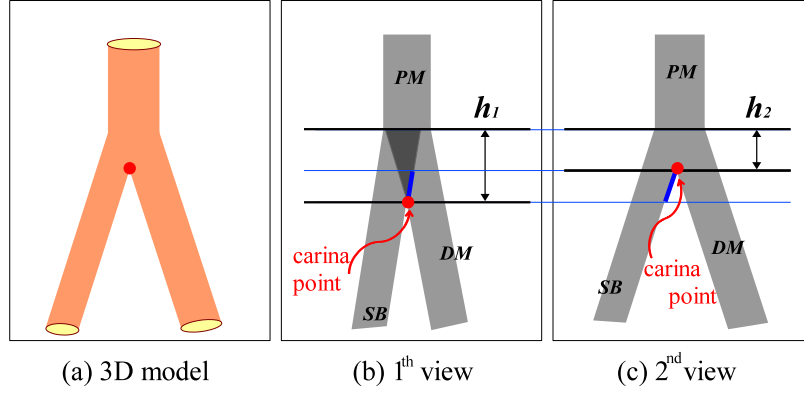 PM
h1
carina
point
SB
DM
PM
h2
SB
DM
carina
point
(a) 3D model
(b) 1th view
(c) 2nd view